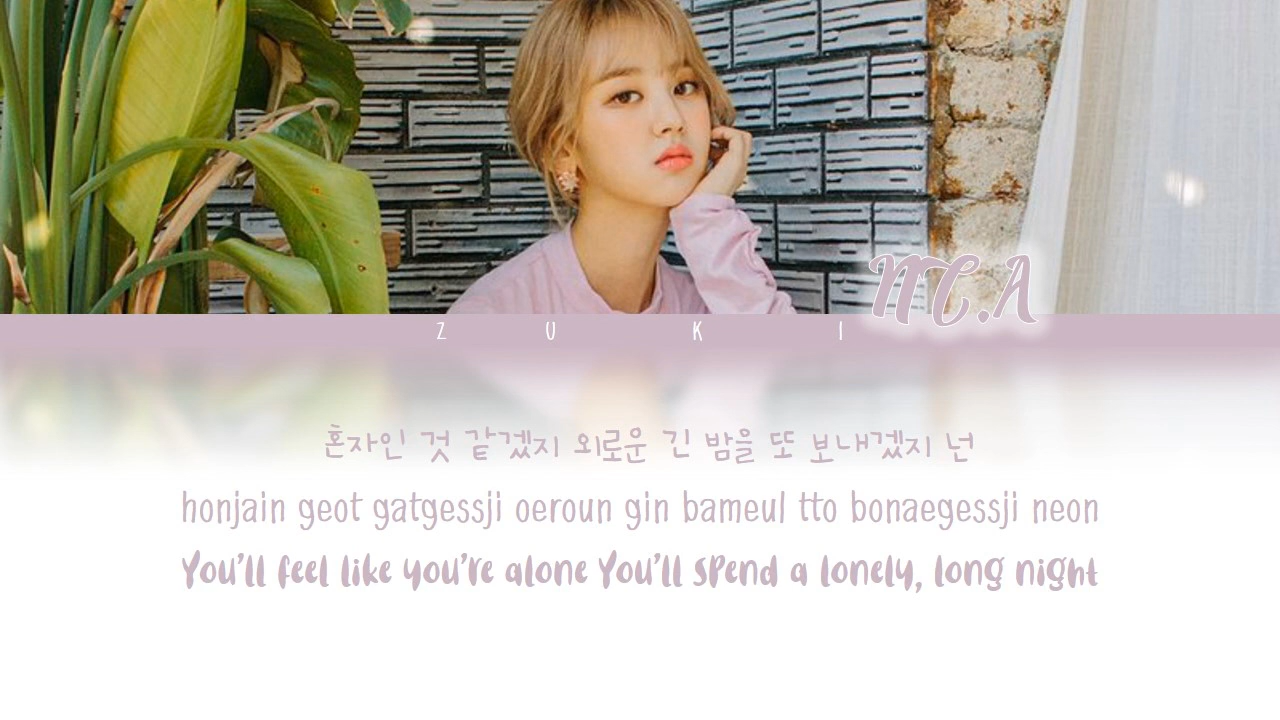 NC.A
Z U K I
혼자인 것 같겠지 외로운 긴 밤을 또 보내겠지 넌
honjain geot gatgessji oeroun gin bameul tto bonaegessji neon
You'll feel like you're alone You'll spend a lonely, long night